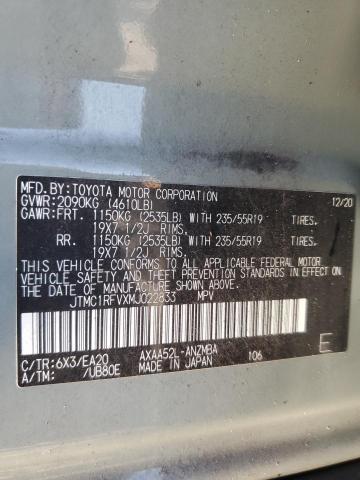 MFD.BY:TOYOTA MOTOR CORPORATION 12/20
GVWR:2090KG (4610LB)
GAWR:FRT. 1150KG (2535LB) WITH 235/55R19 TIRES.
19X7 1/2J RIMS.
RR. 1150KG (2535LB) WITH 235/55R19 TIRES.
19X7 1/2J RIMS.
THIS VEHICLE CONFORMS TO ALL APPLICABLE FEDERAL MOTOR
VEHICLE SAFETY AND THEFT PREVENTION STANDARDS IN
EFFECT ON THE DATE OF MANUFACTURE SHOWN ABOVE.
JTMC1RFVXMJ022833 MPV
C/TR:6X3/EA20 AXAA52L-ANZMBA 106 E
A/TM: /UB80E MADE IN JAPAN